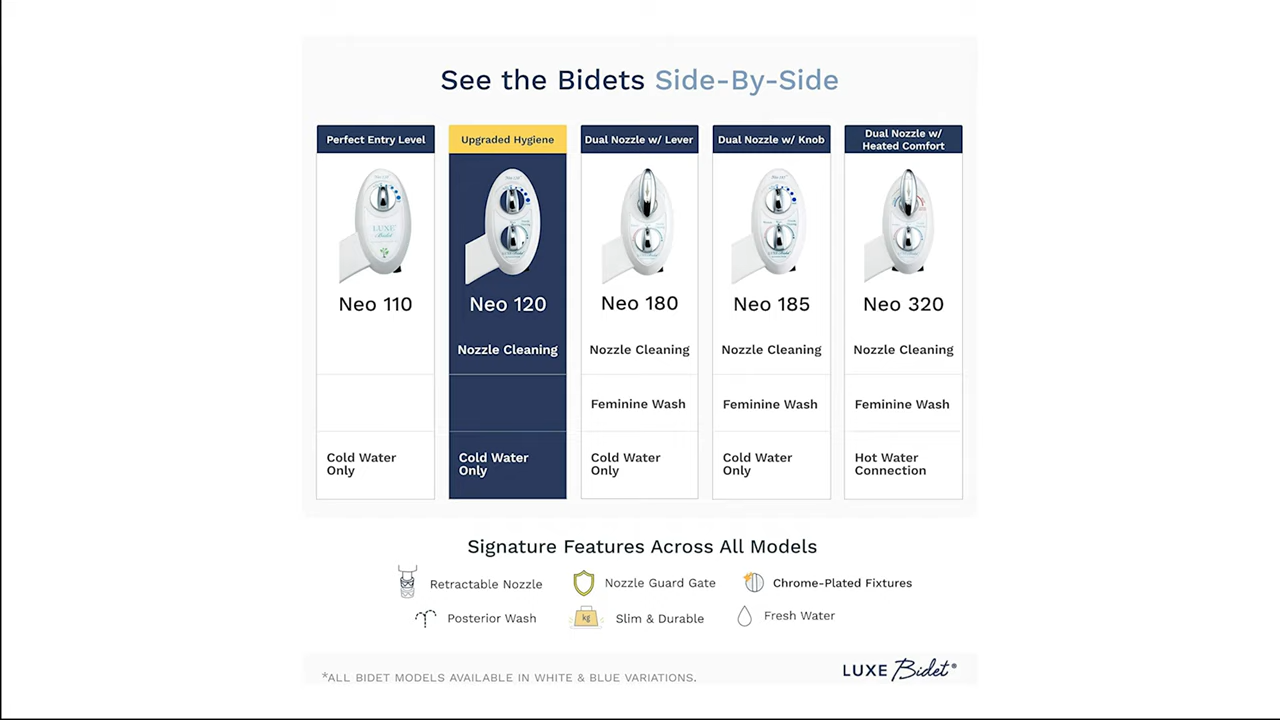 See the Bidets Side-By-Side
Perfect Entry Level
Upgraded Hygiene
Dual Nozzle w/ Lever
Dual Nozzle w/ Knob
Dual Nozzle w/
Heated Comfort
LUXE
Bidet
Neo 110
Neo 120
Neo 180
Neo 185
Neo 320
Nozzle Cleaning
Nozzle Cleaning
Nozzle Cleaning
Nozzle Cleaning
Feminine Wash
Feminine Wash
Feminine Wash
Cold Water
Only
Cold Water
Only
Cold Water
Only
Cold Water
Only
Hot Water
Connection
Signature Features Across All Models
Retractable Nozzle
Nozzle Guard Gate
Chrome-Plated Fixtures
Posterior Wash
kg
Slim & Durable
Fresh Water
*ALL BIDET MODELS AVAILABLE IN WHITE & BLUE VARIATIONS.
LUXE Bidet®